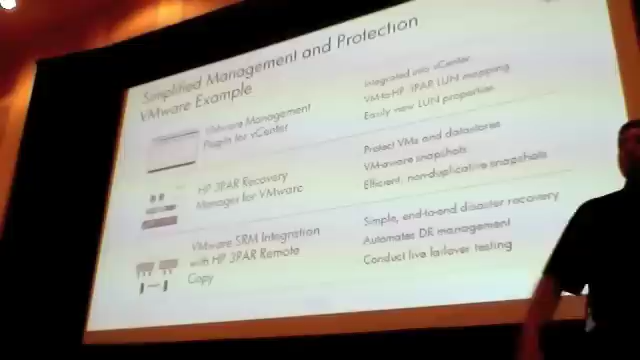 Simplified Management and Protection
VMware Example
VMware Management
Plugin for vCenter
Integrated into vCenter
VM-to-HP 3PAR LUN mapping
Easily view LUN properties
HP 3PAR Recovery
Manager for VMware
Protect VMs and datastores
VM-aware snapshots
Efficient, non-duplicative snapshots
VMware SRM Integration
with HP 3PAR Remote
Copy
Simple, end-to-end disaster recovery
Automates DR management
Conduct live failover testing